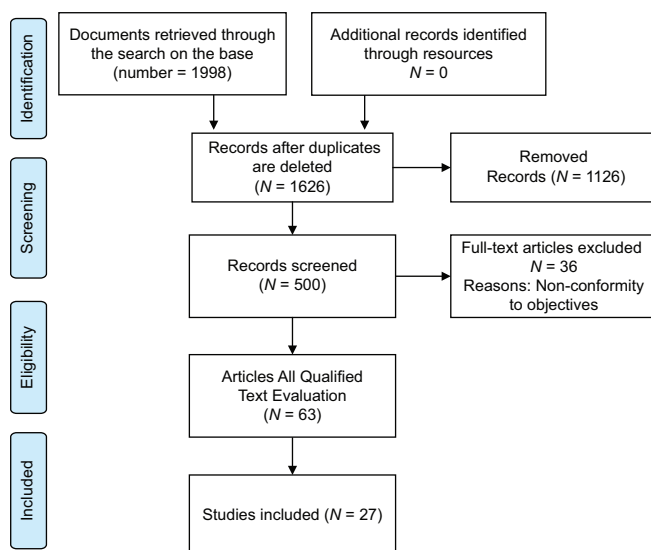 Identification
Documents retrieved through
the search on the base
(number = 1998)
Additional records identified
through resources
N = 0
Screening
Records after duplicates
are deleted
(N = 1626)
Removed
Records (N = 1126)
Records screened
(N = 500)
Full-text articles excluded
N = 36
Reasons: Non-conformity
to objectives
Eligibility
Articles All Qualified
Text Evaluation
(N = 63)
Included
Studies included (N = 27)